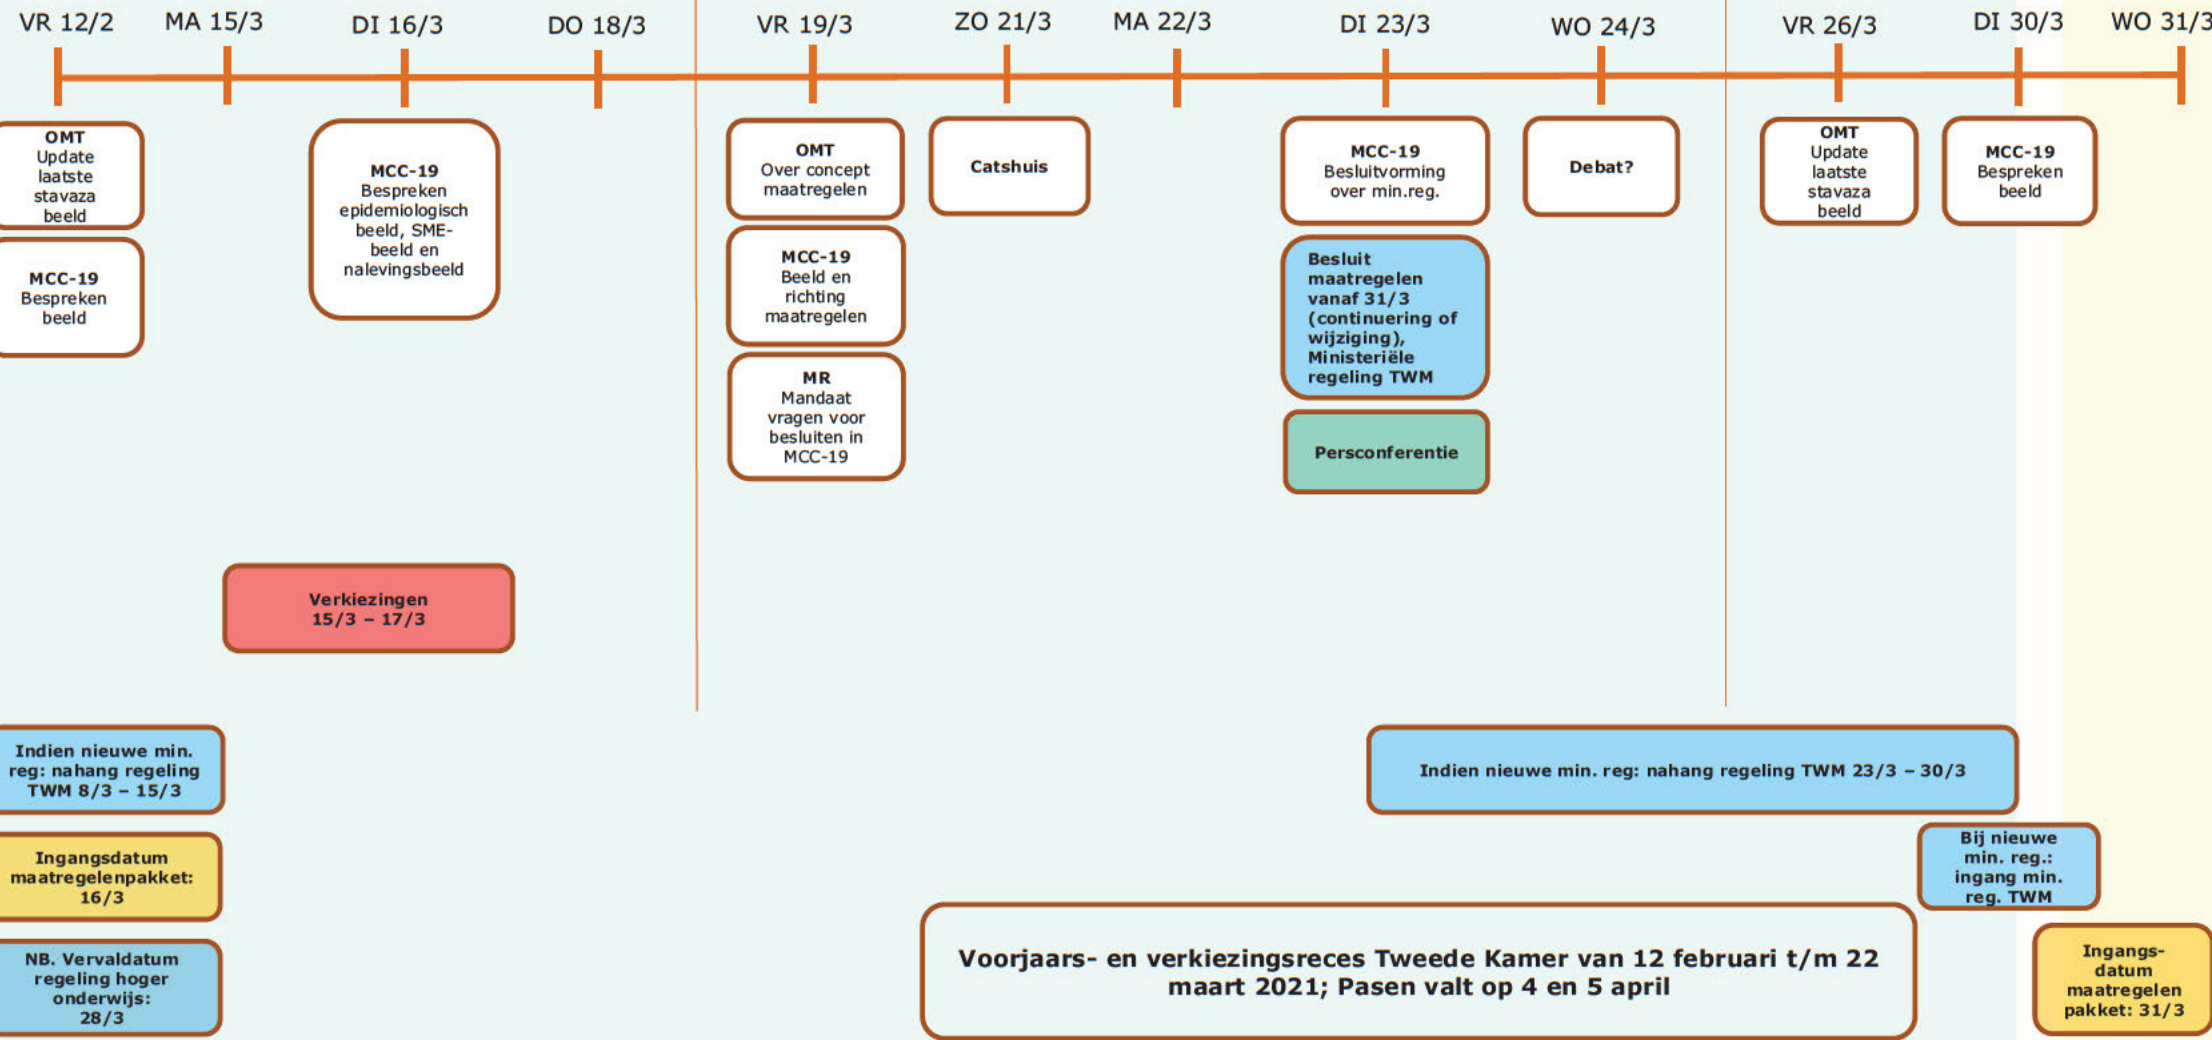 VR 12/2
MA 15/3
DI 16/3
DO 18/3
VR 19/3
ZO 21/3
MA 22/3
DI 23/3
WO 24/3
VR 26/3
DI 30/3
WO 31/3
OMT
Update
laatste
stavaza
beeld
MCC-19
Bespreken
beeld
MCC-19
Bespreken
epidemiologisch
beeld, SME-
beeld en
nalevingsbeeld
OMT
Over concept
maatregelen
MCC-19
Beeld en
richting
maatregelen
MR
Mandaat
vragen voor
besluiten in
MCC-19
Catshuis
MCC-19
Besluitvorming
over min.reg.
Besluit
maatregelen
vanaf 31/3
(continuering of
wijziging),
Ministeriële
regeling TWM
Persconferentie
Debat?
OMT
Update
laatste
stavaza
beeld
MCC-19
Bespreken
beeld
Verkiezingen
15/3 – 17/3
Indien nieuwe min.
reg: nahang regeling
TWM 8/3 – 15/3
Ingangsdatum
maatregelenpakket:
16/3
NB. Vervaldatum
regeling hoger
onderwijs:
28/3
Indien nieuwe min. reg: nahang regeling TWM 23/3 – 30/3
Bij nieuwe
min. reg.:
ingang min.
reg. TWM
Voorjaars- en verkiezingsreces Tweede Kamer van 12 februari t/m 22
maart 2021; Pasen valt op 4 en 5 april
Ingangs-
datum
maatregelen
pakket: 31/3